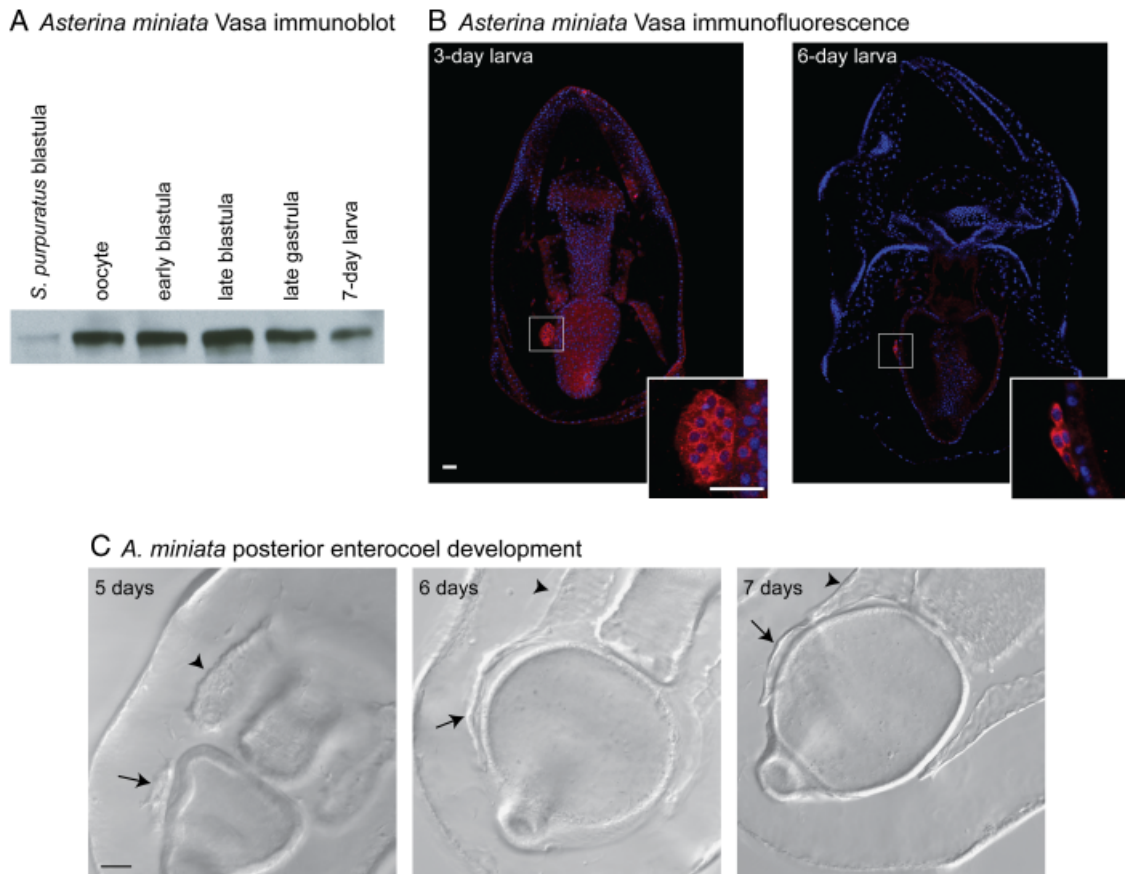 A Asterina miniata Vasa immunoblot
S. purpuratus blastula
oocyte
early blastula
late blastula
late gastrula
7-day larva
B Asterina miniata Vasa immunofluorescence
3-day larva
6-day larva
C A. miniata posterior enterocoel development
5 days
6 days
7 days